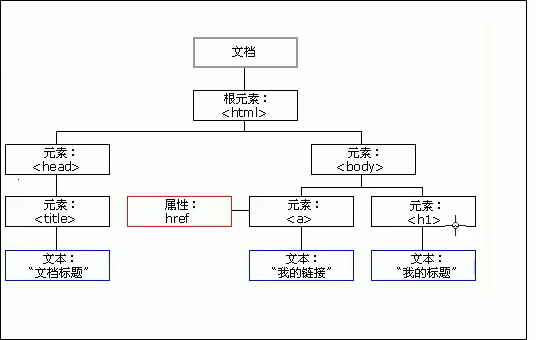 文档
根元素：
<html>
元素：
<head>
元素：
<body>
元素：
<title>
属性：
href
元素：
<a>
元素：
<h1>
文本：
“文档标题”
文本：
“我的链接”
文本：
“我的标题”